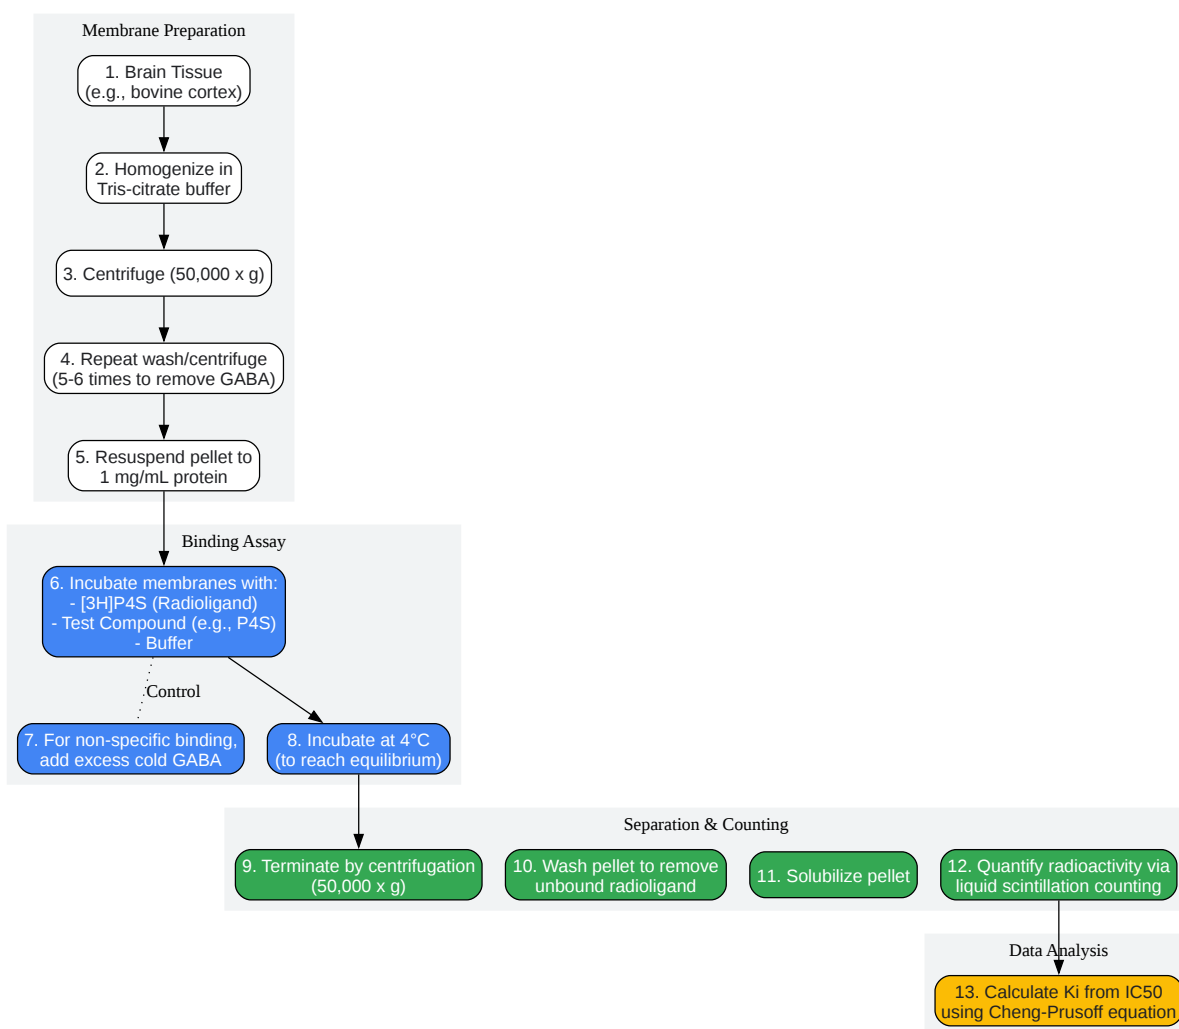 Membrane Preparation
1. Brain Tissue
(e.g., bovine cortex)
2. Homogenize in
Tris-citrate buffer
3. Centrifuge (50,000 x g)
4. Repeat wash/centrifuge
(5-6 times to remove GABA)
5. Resuspend pellet to
1 mg/mL protein
Binding Assay
6. Incubate membranes with:
- [3H]P4S (Radioligand)
- Test Compound (e.g., P4S)
- Buffer
Control
7. For non-specific binding,
add excess cold GABA
8. Incubate at 4°C
(to reach equilibrium)
Separation & Counting
9. Terminate by centrifugation
(50,000 x g)
10. Wash pellet to remove
unbound radioligand
11. Solubilize pellet
12. Quantify radioactivity via
liquid scintillation counting
Data Analysis
13. Calculate Ki from IC50
using Cheng-Prusoff equation